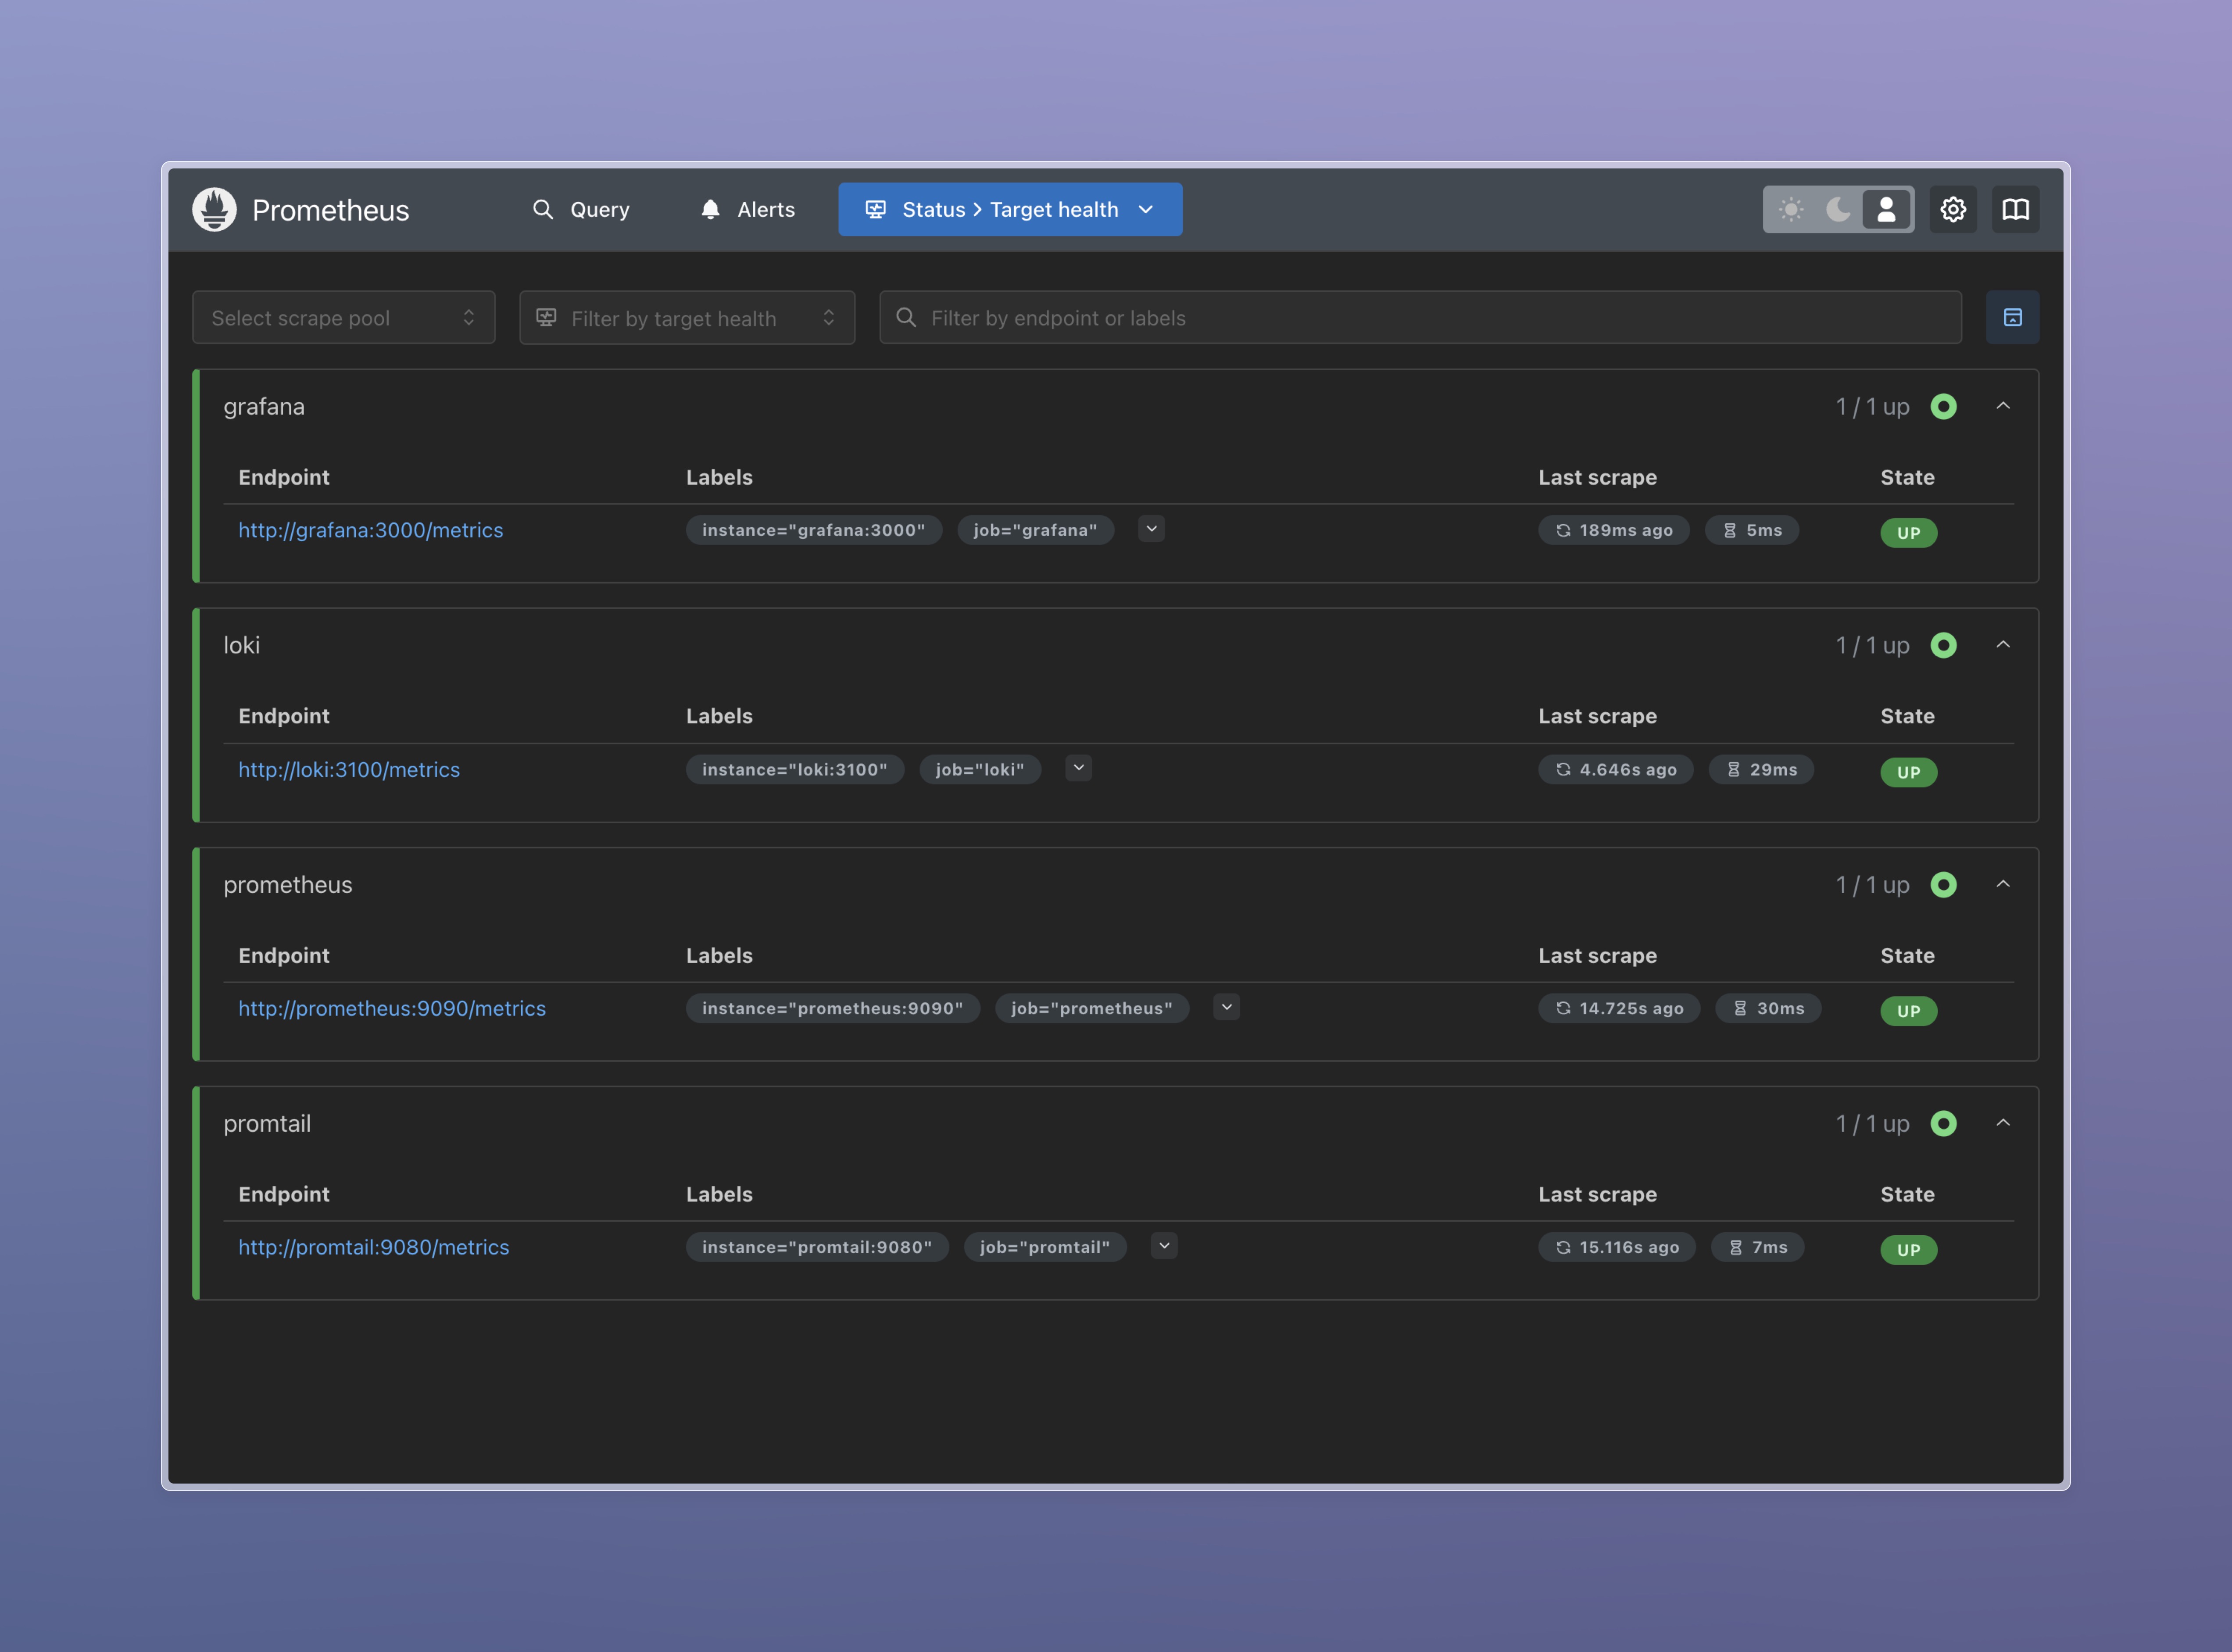 Prometheus Query Alerts Status > Target health
Select scrape pool Filter by target health Filter by endpoint or labels
grafana 1 / 1 up
Endpoint Labels Last scrape State
http://grafana:3000/metrics instance="grafana:3000" job="grafana" 189ms ago 5ms UP
loki 1 / 1 up
Endpoint Labels Last scrape State
http://loki:3100/metrics instance="loki:3100" job="loki" 4.646s ago 29ms UP
prometheus 1 / 1 up
Endpoint Labels Last scrape State
http://prometheus:9090/metrics instance="prometheus:9090" job="prometheus" 14.725s ago 30ms UP
promtail 1 / 1 up
Endpoint Labels Last scrape State
http://promtail:9080/metrics instance="promtail:9080" job="promtail" 15.116s ago 7ms UP